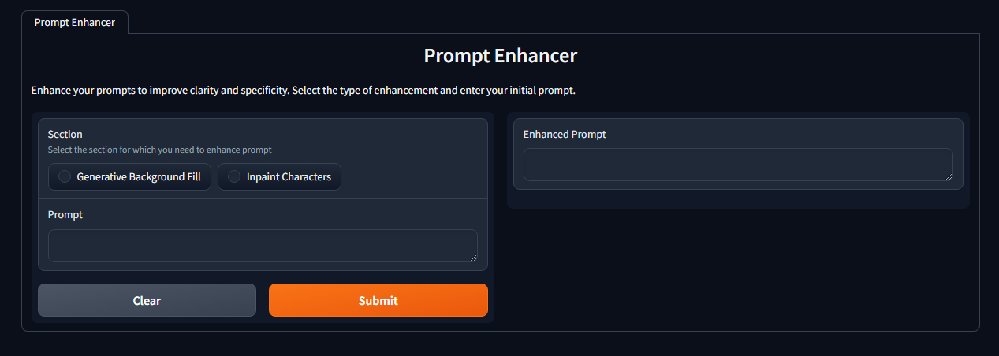 Prompt Enhancer
Prompt Enhancer
Enhance your prompts to improve clarity and specificity. Select the type of enhancement and enter your initial prompt.
Section
Select the section for which you need to enhance prompt
Generative Background Fill
Inpaint Characters
Prompt
Clear
Submit
Enhanced Prompt